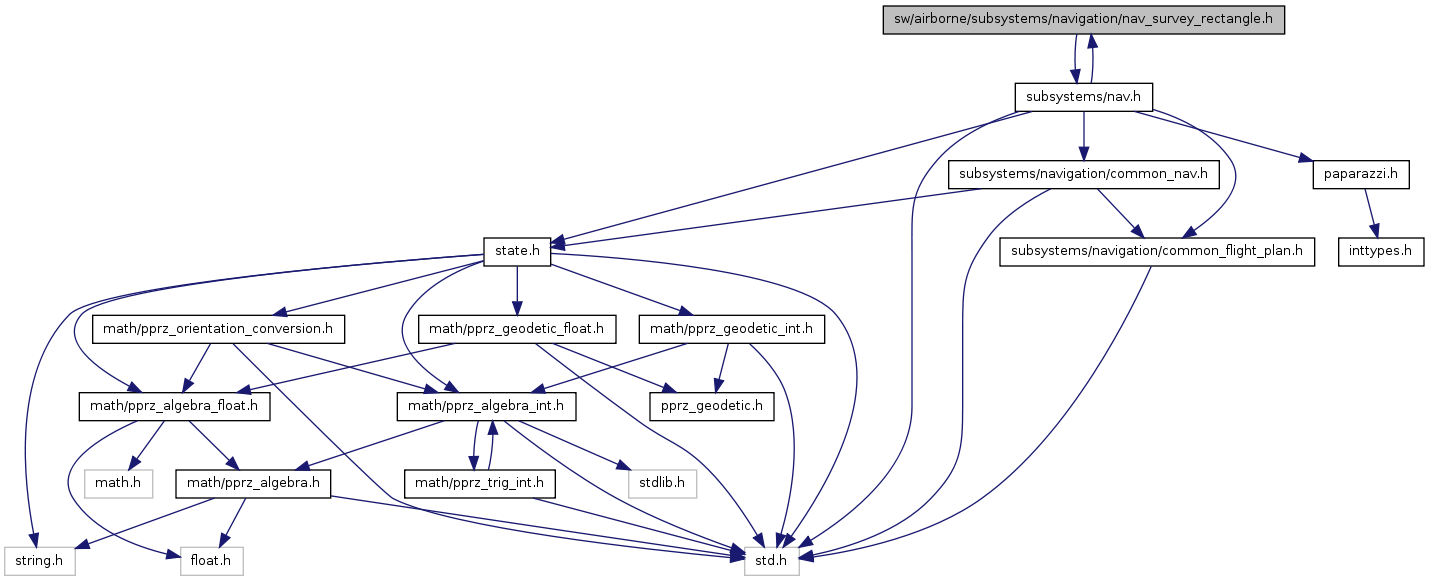 sw/airborne/subsystems/navigation/nav_survey_rectangle.h
subsystems/nav.h
subsystems/navigation/common_nav.h
paparazzi.h
state.h
subsystems/navigation/common_flight_plan.h
inttypes.h
math/pprz_orientation_conversion.h
math/pprz_geodetic_float.h
math/pprz_geodetic_int.h
math/pprz_algebra_float.h
math/pprz_algebra_int.h
pprz_geodetic.h
math.h
math/pprz_algebra.h
math/pprz_trig_int.h
stdlib.h
string.h
float.h
std.h